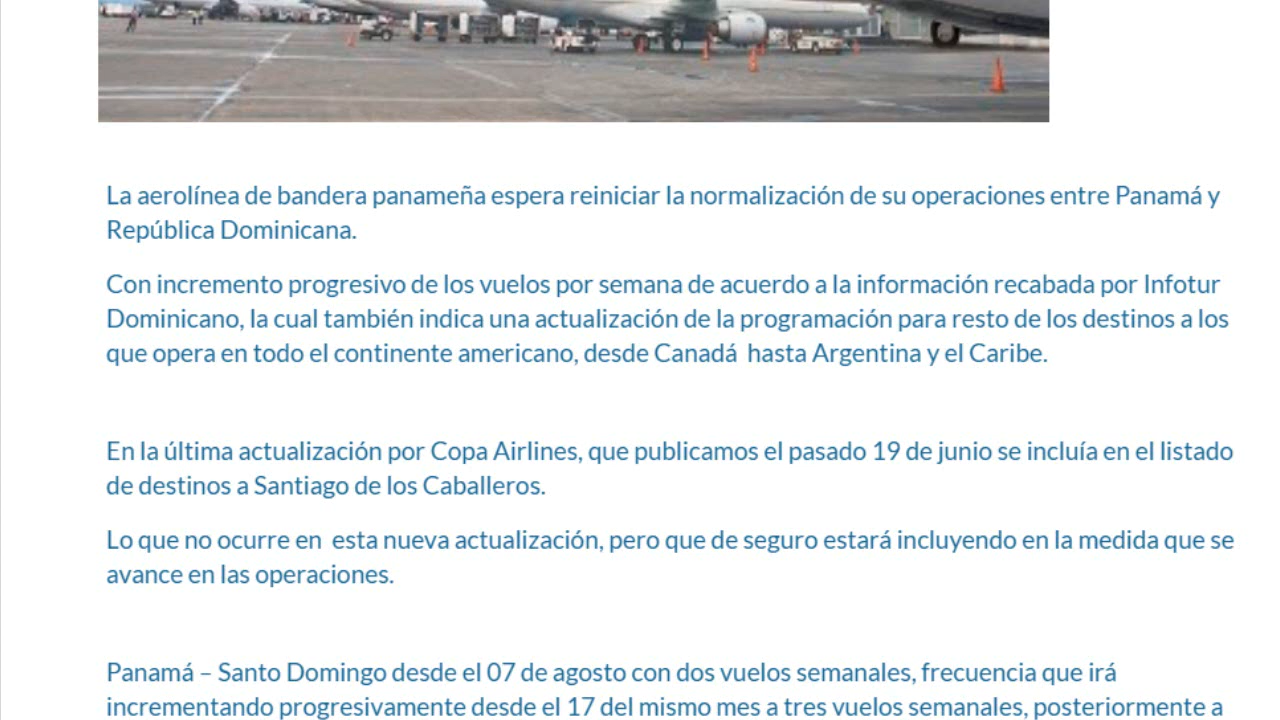 La aerolínea de bandera panameña espera reiniciar la normalización de su operaciones entre Panamá y
República Dominicana.
Con incremento progresivo de los vuelos por semana de acuerdo a la información recabada por Infotur
Dominicano, la cual también indica una actualización de la programación para resto de los destinos a los
que opera en todo el continente americano, desde Canadá  hasta Argentina y el Caribe.
En la última actualización por Copa Airlines, que publicamos el pasado 19 de junio se incluía en el listado
de destinos a Santiago de los Caballeros.
Lo que no ocurre en  esta nueva actualización, pero que de seguro estará incluyendo en la medida que se
avance en las operaciones.
Panamá – Santo Domingo desde el 07 de agosto con dos vuelos semanales, frecuencia que irá
incrementando progresivamente desde el 17 del mismo mes a tres vuelos semanales, posteriormente a